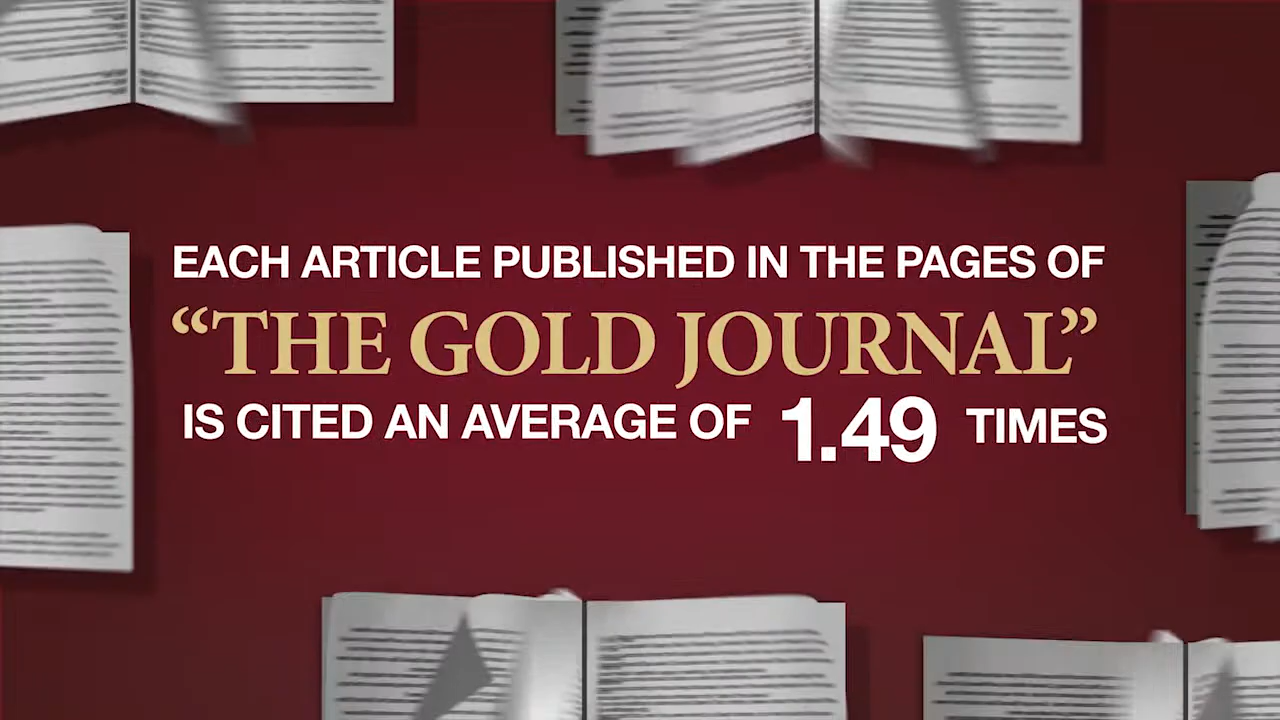 EACH ARTICLE PUBLISHED IN THE PAGES OF
“THE GOLD JOURNAL”
IS CITED AN AVERAGE OF 1.49 TIMES